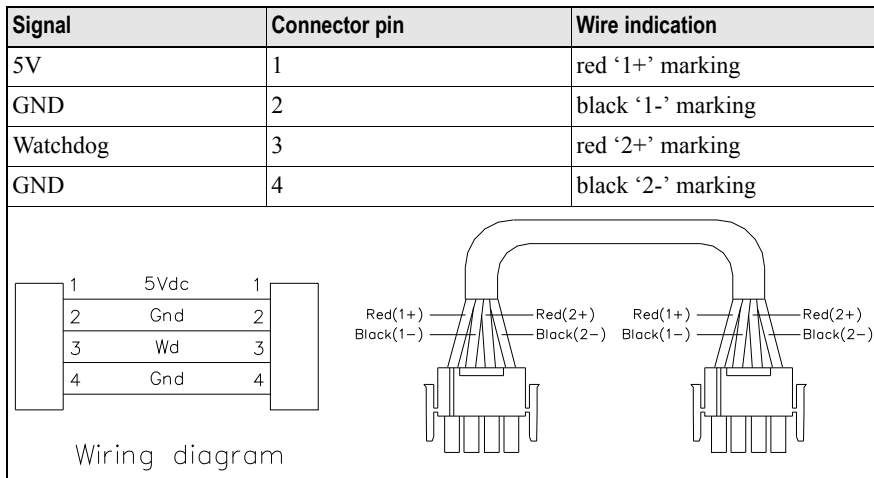 Signal Connector pin Wire indication
5V 1 red ‘1+’ marking
GND 2 black ‘1-’ marking
Watchdog 3 red ‘2+’ marking
GND 4 black ‘2-’ marking
1 5Vdc 1
2 Gnd 2
3 Wd 3
4 Gnd 4
Wiring diagram
Red(1+) Red(2+) Red(1+) Red(2+)
Black(1-) Black(2-) Black(1-) Black(2-)